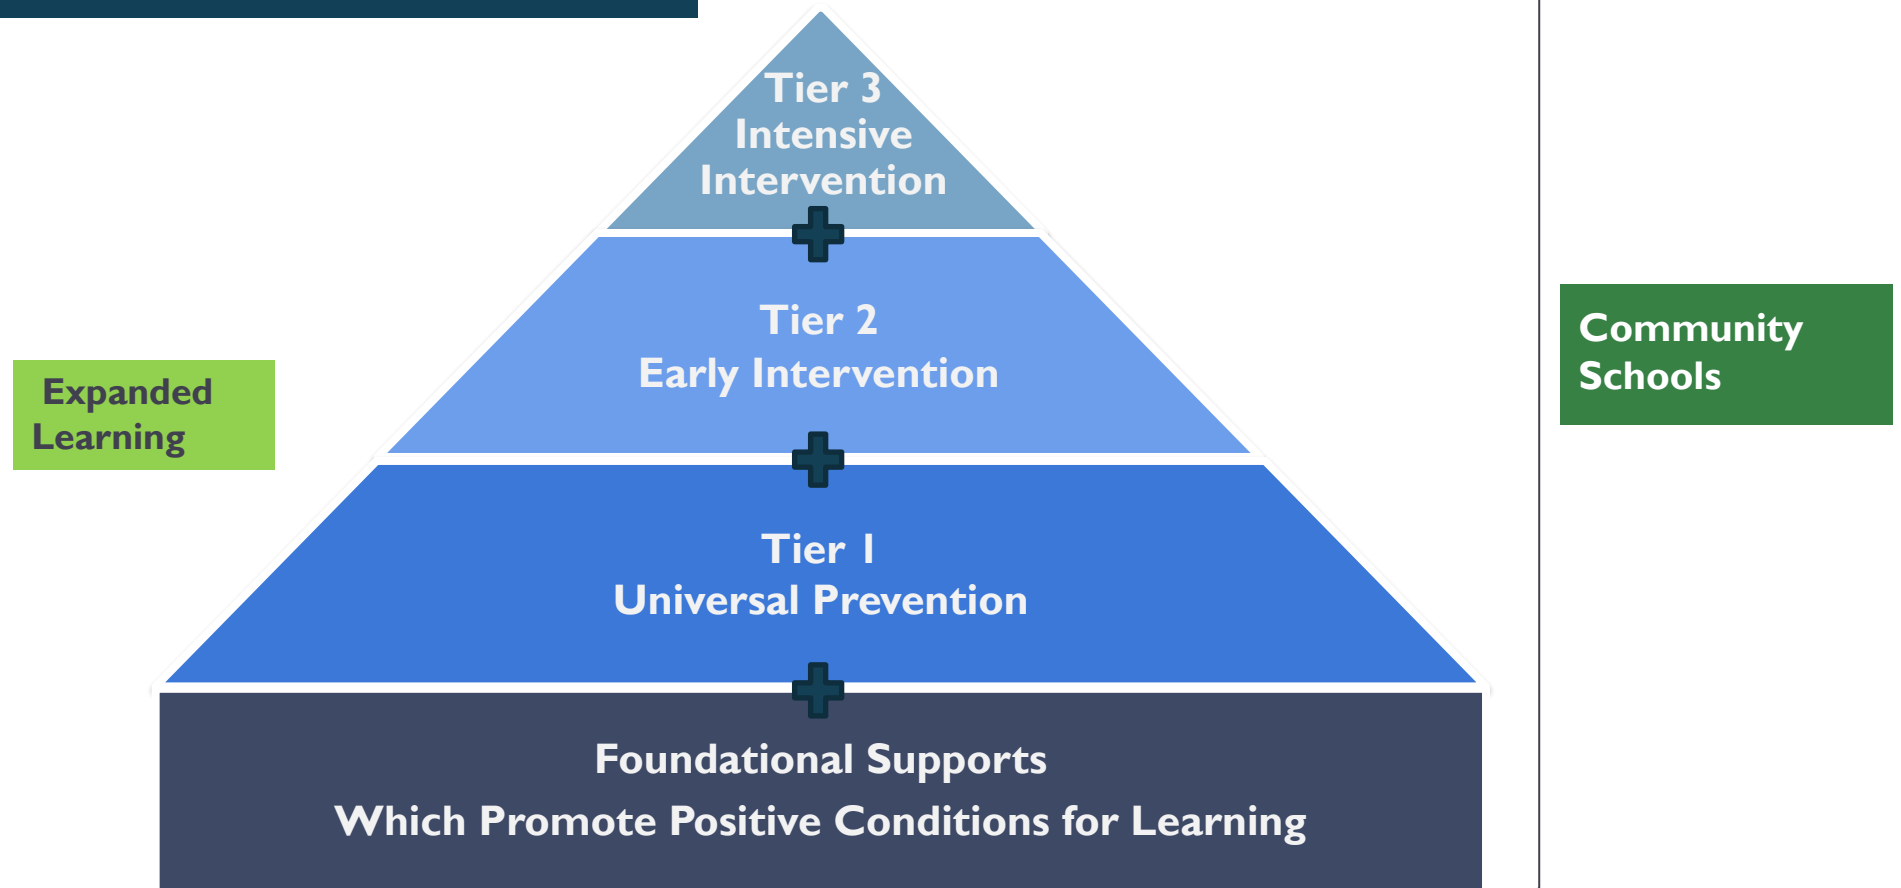 Tier 3
Intensive
Intervention
Tier 2
Early Intervention
Expanded
Learning
Community
Schools
Tier 1
Universal Prevention
Foundational Supports
Which Promote Positive Conditions for Learning